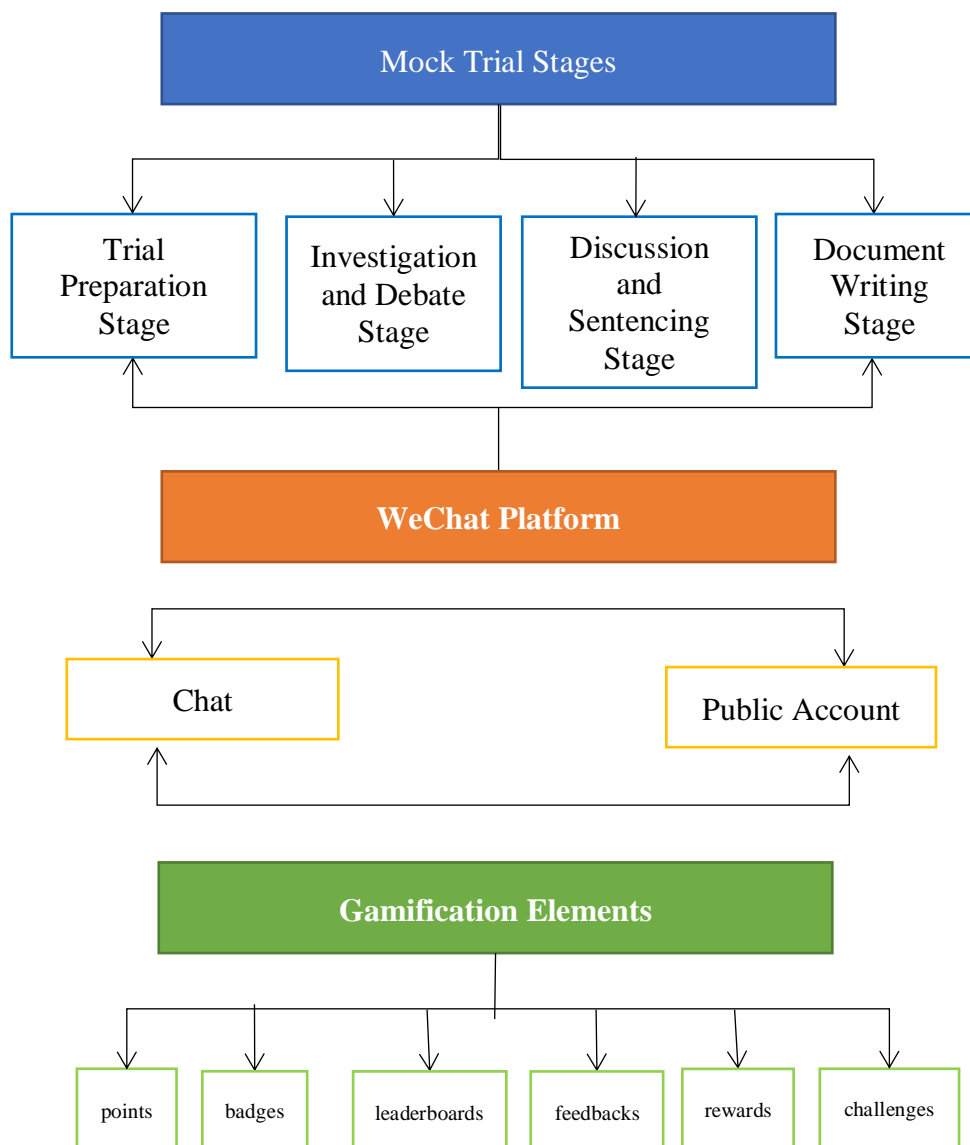 Mock Trial Stages
Trial
Preparation
Stage
Investigation
and Debate
Stage
Discussion
and
Sentencing
Stage
Document
Writing
Stage
WeChat Platform
Chat
Public Account
Gamification Elements
points
badges
leaderboards
feedbacks
rewards
challenges